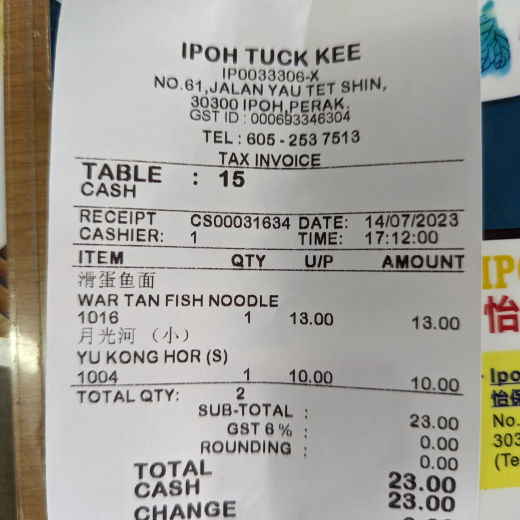 IPOH TUCK KEE
IP0033306-X
NO.61,JALAN YAU TET SHIN,
30300 IPOH,PERAK.
GST ID : 000693346304
TEL : 605 - 253 7513
TAX INVOICE
TABLE : 15
CASH
RECEIPT CS00031634 DATE: 14/07/2023
CASHIER: 1 TIME: 17:12:00
ITEM QTY U/P AMOUNT
滑蛋鱼面
WAR TAN FISH NOODLE
1016 1 13.00 13.00
月光河 (小)
YU KONG HOR (S)
1004 1 10.00 10.00
TOTAL QTY: 2
SUB-TOTAL : 23.00
GST 6% : 0.00
ROUNDING : 0.00
TOTAL 23.00
CASH 23.00
CHANGE
IP
怡
Ipo
怡保
No.
303
(Te